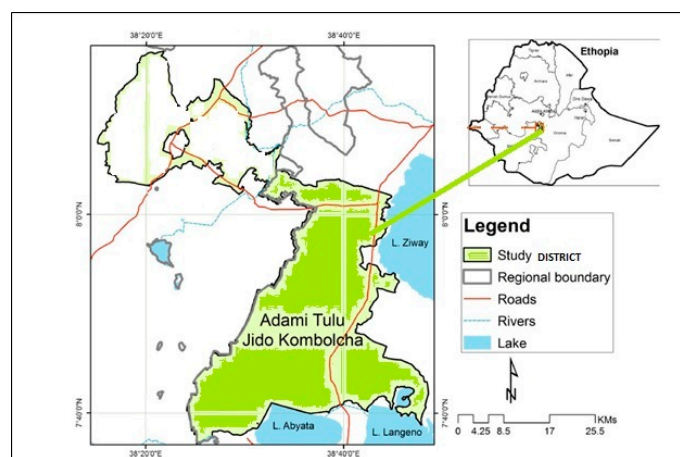 38°20'0"E
38°40'0"E
Ethiopia
8°0'0"N
8°0'0"N
L. Ziway
Adami Tulu
Jido Kombolcha
7°40'0"N
7°40'0"N
L. Abyata
L. Langeno
38°20'0"E
38°40'0"E
Legend
Study DISTRICT
Regional boundary
Roads
Rivers
Lake
N
KMs
0 4.25 8.5 17 25.5